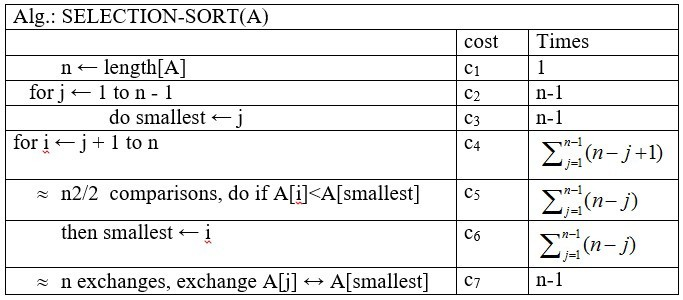 Alg.: SELECTION-SORT(A)
cost Times
n ← length[A] c₁ 1
for j ← 1 to n - 1 c₂ n-1
do smallest ← j c₃ n-1
for i ← j + 1 to n c₄ ∑_{j=1}^{n-1}(n-j+1)
≈ n2/2 comparisons, do if A[i]<A[smallest] c₅ ∑_{j=1}^{n-1}(n-j)
then smallest ← i c₆ ∑_{j=1}^{n-1}(n-j)
≈ n exchanges, exchange A[j] ↔ A[smallest] c₇ n-1